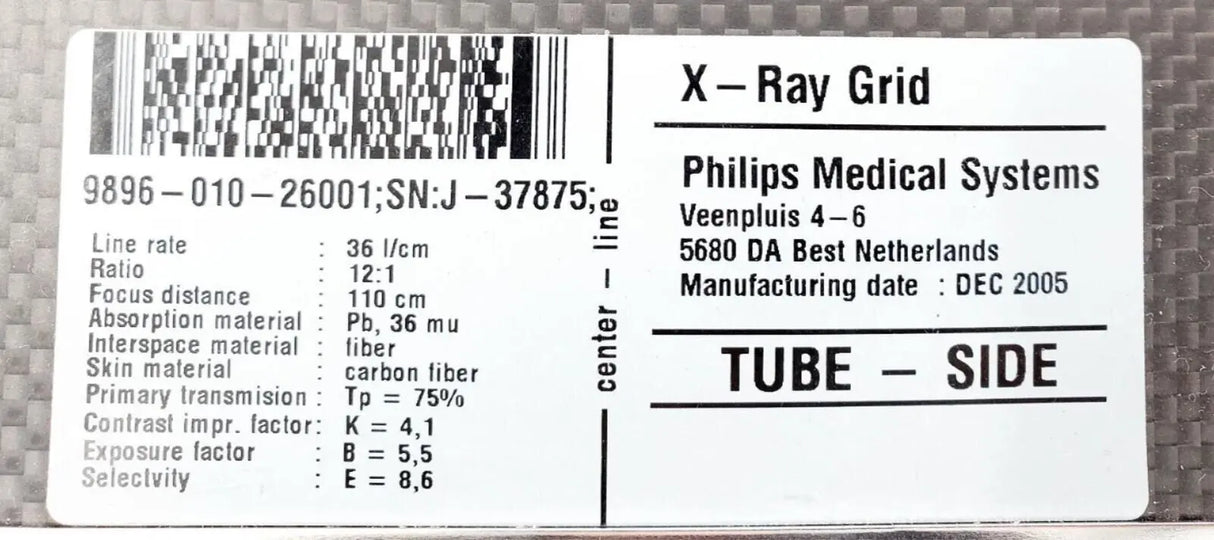 9896-010-26001;SN:J-37875;
Line rate : 36 l/cm
Ratio : 12:1
Focus distance : 110 cm
Absorption material : Pb, 36 mu
Interspace material : fiber
Skin material : carbon fiber
Primary transmision : Tp = 75%
Contrast impr. factor: K = 4,1
Exposure factor : B = 5,5
Selectvity : E = 8,6
center - line
X-Ray Grid
Philips Medical Systems
Veenpluis 4-6
5680 DA Best Netherlands
Manufacturing date : DEC 2005
TUBE - SIDE